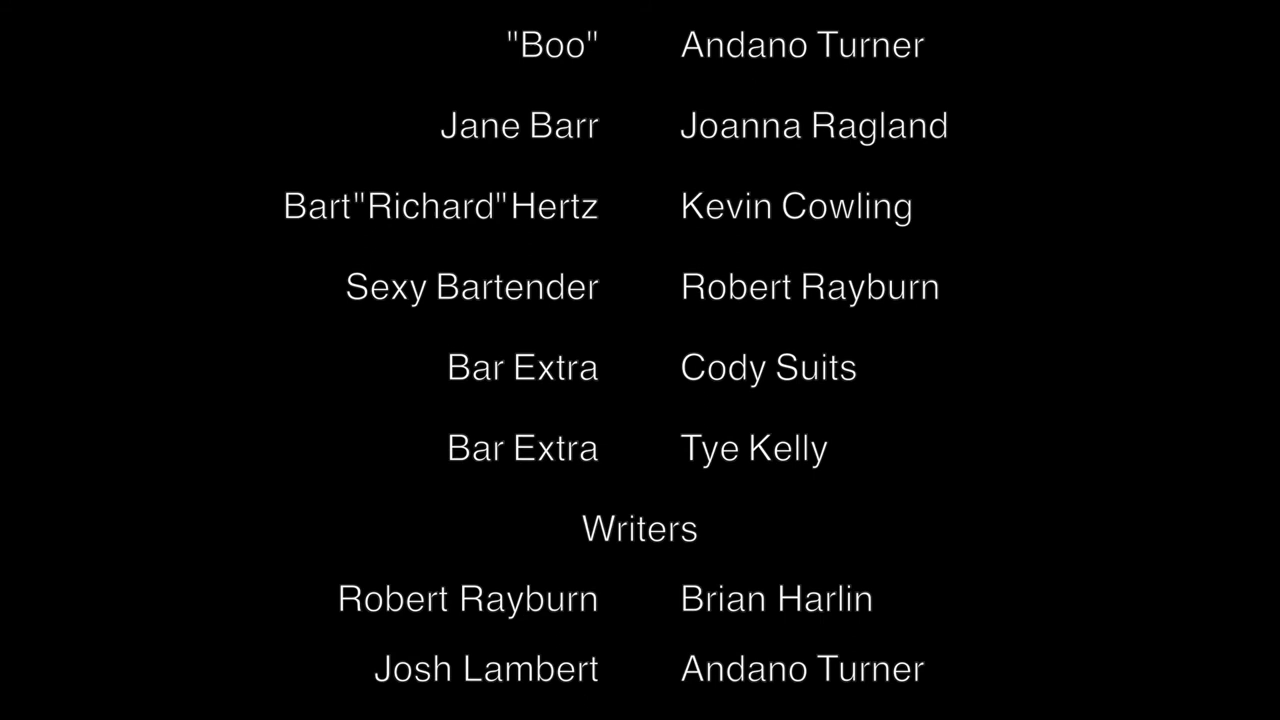 "Boo" Andano Turner
Jane Barr Joanna Ragland
Bart"Richard"Hertz Kevin Cowling
Sexy Bartender Robert Rayburn
Bar Extra Cody Suits
Bar Extra Tye Kelly
Writers
Robert Rayburn Brian Harlin
Josh Lambert Andano Turner